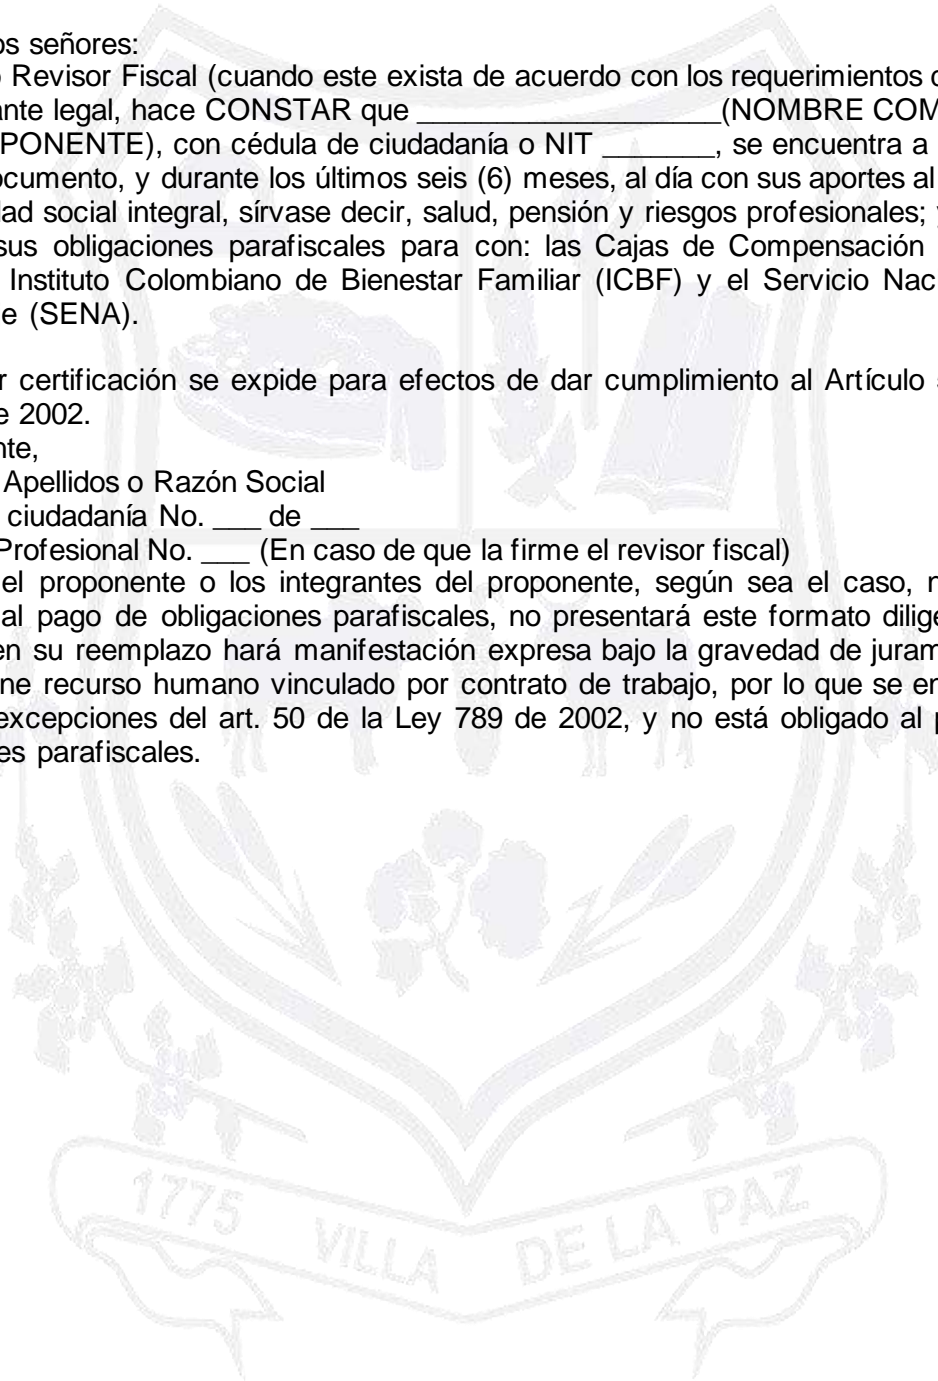 os señores:
o Revisor Fiscal (cuando este exista de acuerdo con los requerimientos
ante legal, hace CONSTAR que ___________________(NOMBRE COM
PONENTE), con cédula de ciudadanía o NIT _______, se encuentra a
ocumento, y durante los últimos seis (6) meses, al día con sus aportes al
dad social integral, sírvase decir, salud, pensión y riesgos profesionales;
sus obligaciones parafiscales para con: las Cajas de Compensación
Instituto Colombiano de Bienestar Familiar (ICBF) y el Servicio Nac
e (SENA).
r certificación se expide para efectos de dar cumplimiento al Artículo
e 2002.
nte,
Apellidos o Razón Social
ciudadanía No. ___ de ___
Profesional No. ___ (En caso de que la firme el revisor fiscal)
el proponente o los integrantes del proponente, según sea el caso, n
al pago de obligaciones parafiscales, no presentará este formato dilige
en su reemplazo hará manifestación expresa bajo la gravedad de juram
ne recurso humano vinculado por contrato de trabajo, por lo que se en
excepciones del art. 50 de la Ley 789 de 2002, y no está obligado al p
es parafiscales.
1775 VILLA DE LA PAZ